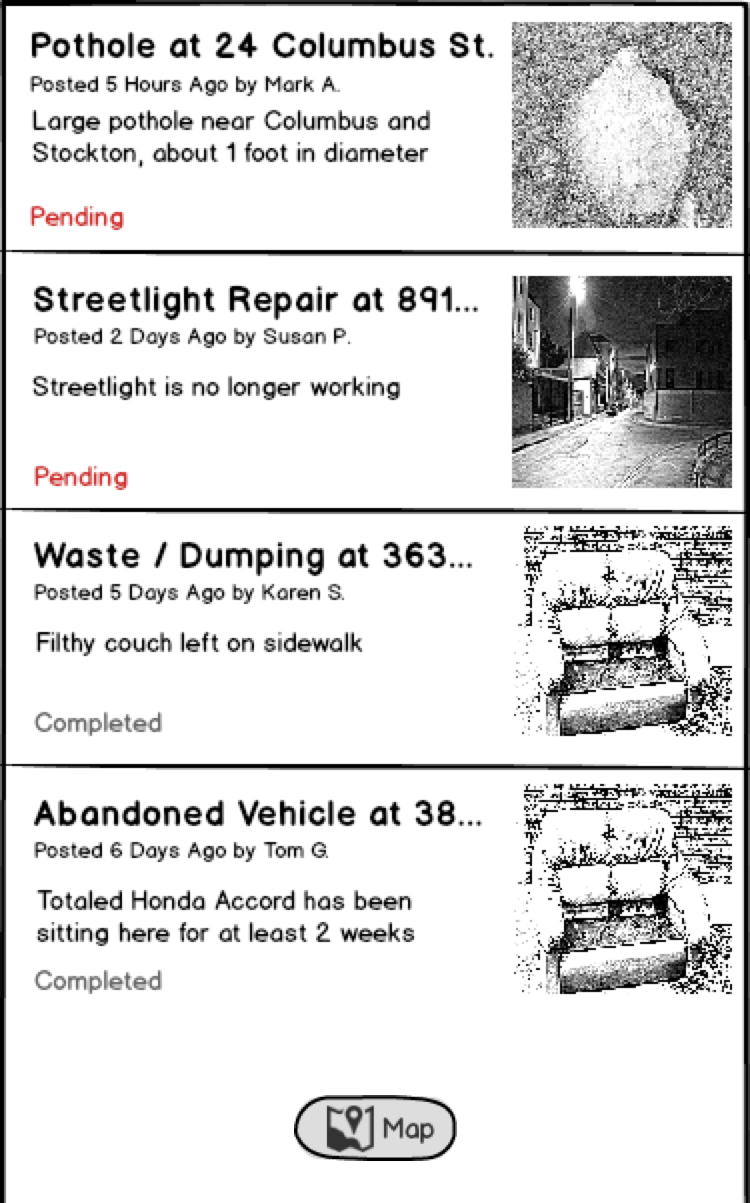 Pothole at 24 Columbus St.
Posted 5 Hours Ago by Mark A.
Large pothole near Columbus and
Stockton, about 1 foot in diameter
Pending
Streetlight Repair at 891...
Posted 2 Days Ago by Susan P.
Streetlight is no longer working
Pending
Waste / Dumping at 363...
Posted 5 Days Ago by Karen S.
Filthy couch left on sidewalk
Completed
Abandoned Vehicle at 38...
Posted 6 Days Ago by Tom G.
Totaled Honda Accord has been
sitting here for at least 2 weeks
Completed
Map